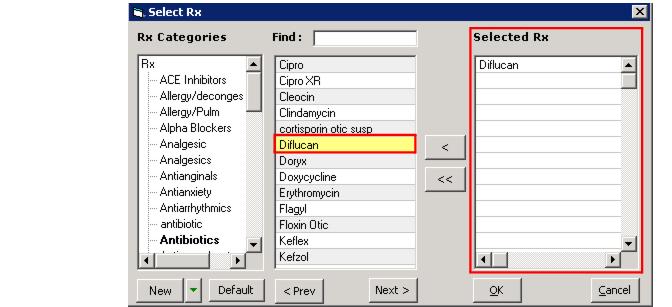 Select Rx
Rx Categories
Find :
Selected Rx
Rx
ACE Inhibitors
Allergy/deconges
Allergy/Pulm
Alpha Blockers
Analgesic
Analgesics
Antianginals
Antianxiety
Antiarrhythmics
antibiotic
Antibiotics
Cipro
Cipro XR
Cleocin
Clindamycin
cortisporin otic susp
Diflucan
Doryx
Doxycycline
Erythromycin
Flagyl
Floxin Otic
Keflex
Kefzol
<
<<
Diflucan
New
Default
< Prev
Next >
OK
Cancel